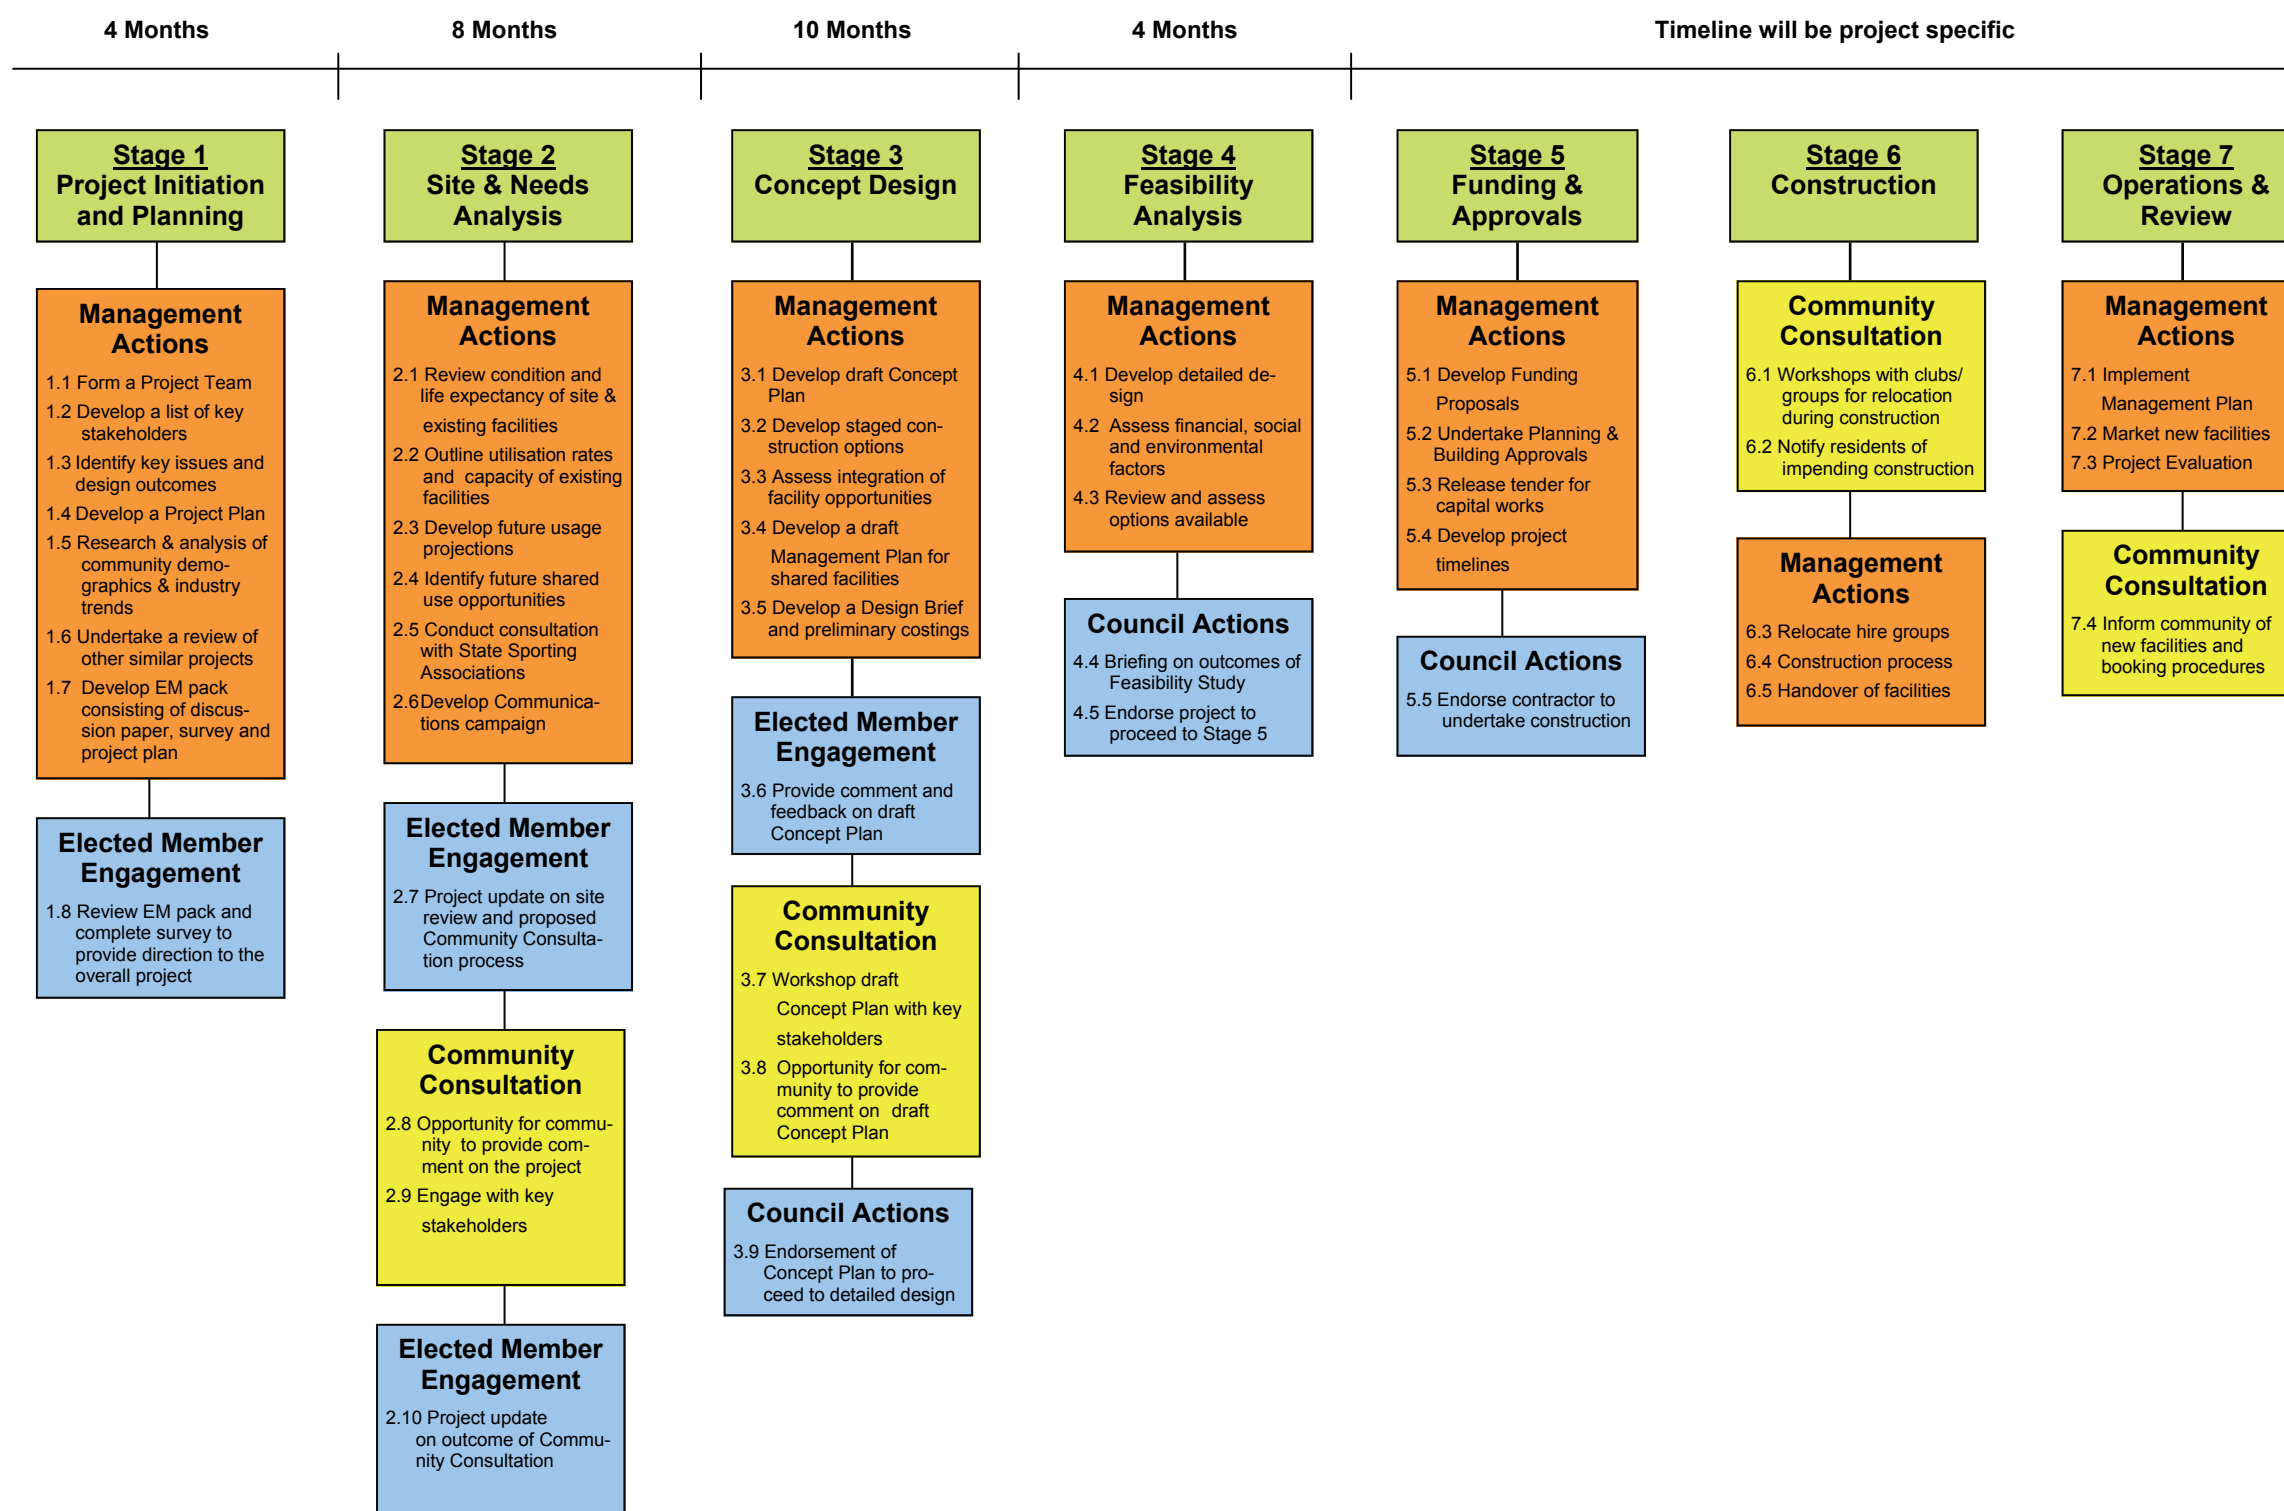 4 Months
8 Months
10 Months
4 Months
Timeline will be project specific
Stage 1
Project Initiation
and Planning
Management
Actions
1.1 Form a Project Team
1.2 Develop a list of key
stakeholders
1.3 Identify key issues and
design outcomes
1.4 Develop a Project Plan
1.5 Research & analysis of
community demo-
graphics & industry
trends
1.6 Undertake a review of
other similar projects
1.7 Develop EM pack
consisting of discus-
sion paper, survey and
project plan
Elected Member
Engagement
1.8 Review EM pack and
complete survey to
provide direction to the
overall project
Stage 2
Site & Needs
Analysis
Management
Actions
2.1 Review condition and
life expectancy of site &
existing facilities
2.2 Outline utilisation rates
and capacity of existing
facilities
2.3 Develop future usage
projections
2.4 Identify future shared
use opportunities
2.5 Conduct consultation
with State Sporting
Associations
2.6Develop Communica-
tions campaign
Elected Member
Engagement
2.7 Project update on site
review and proposed
Community Consulta-
tion process
Community
Consultation
2.8 Opportunity for commu-
nity to provide com-
ment on the project
2.9 Engage with key
stakeholders
Elected Member
Engagement
2.10 Project update
on outcome of Commu-
nity Consultation
Stage 3
Concept Design
Management
Actions
3.1 Develop draft Concept
Plan
3.2 Develop staged con-
struction options
3.3 Assess integration of
facility opportunities
3.4 Develop a draft
Management Plan for
shared facilities
3.5 Develop a Design Brief
and preliminary costings
Elected Member
Engagement
3.6 Provide comment and
feedback on draft
Concept Plan
Community
Consultation
3.7 Workshop draft
Concept Plan with key
stakeholders
3.8 Opportunity for com-
munity to provide
comment on draft
Concept Plan
Council Actions
3.9 Endorsement of
Concept Plan to pro-
ceed to detailed design
Stage 4
Feasibility
Analysis
Management
Actions
4.1 Develop detailed de-
sign
4.2 Assess financial, social
and environmental
factors
4.3 Review and assess
options available
Council Actions
4.4 Briefing on outcomes of
Feasibility Study
4.5 Endorse project to
proceed to Stage 5
Stage 5
Funding &
Approvals
Management
Actions
5.1 Develop Funding
Proposals
5.2 Undertake Planning &
Building Approvals
5.3 Release tender for
capital works
5.4 Develop project
timelines
Council Actions
5.5 Endorse contractor to
undertake construction
Stage 6
Construction
Community
Consultation
6.1 Workshops with clubs/
groups for relocation
during construction
6.2 Notify residents of
impending construction
Management
Actions
6.3 Relocate hire groups
6.4 Construction process
6.5 Handover of facilities
Stage 7
Operations &
Review
Management
Actions
7.1 Implement
Management Plan
7.2 Market new facilities
7.3 Project Evaluation
Community
Consultation
7.4 Inform community of
new facilities and
booking procedures